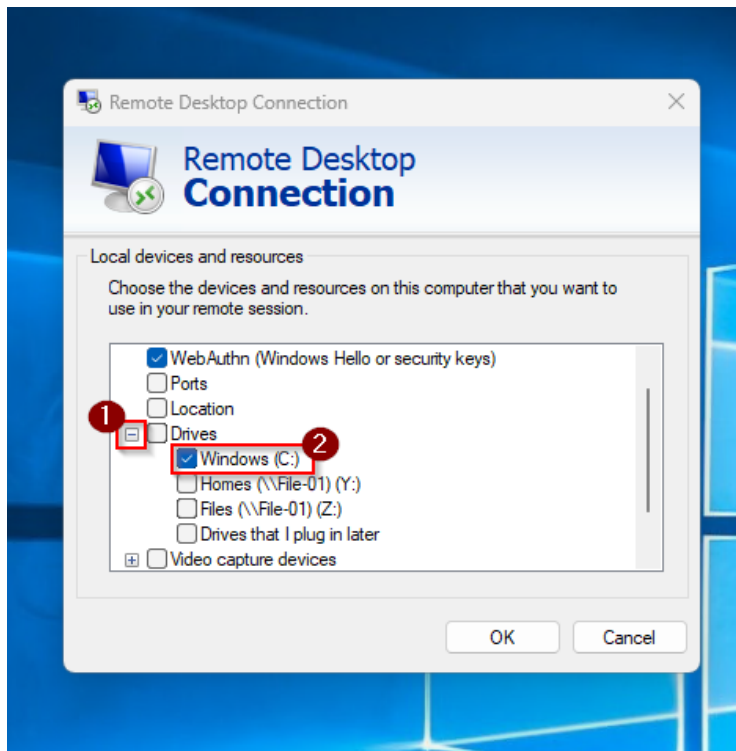 Remote Desktop Connection
Remote Desktop
Connection
Local devices and resources
Choose the devices and resources on this computer that you want to
use in your remote session.
WebAuthn (Windows Hello or security keys)
Ports
Location
1
Drives
2
Windows (C:)
Homes (\\File-01) (Y:)
Files (\\File-01) (Z:)
Drives that I plug in later
Video capture devices
OK
Cancel